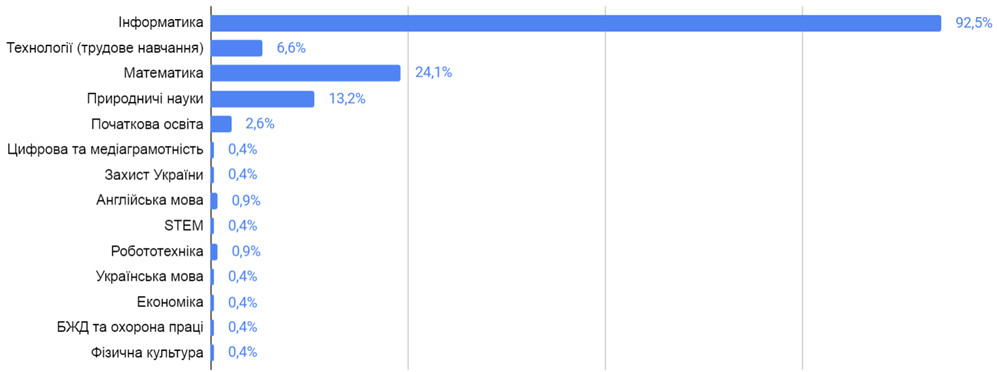 Інформатика 92,5%
Технології (трудове навчання) 6,6%
Математика 24,1%
Природничі науки 13,2%
Початкова освіта 2,6%
Цифрова та медіаграмотність 0,4%
Захист України 0,4%
Англійська мова 0,9%
STEM 0,4%
Робототехніка 0,9%
Українська мова 0,4%
Економіка 0,4%
БЖД та охорона праці 0,4%
Фізична культура 0,4%